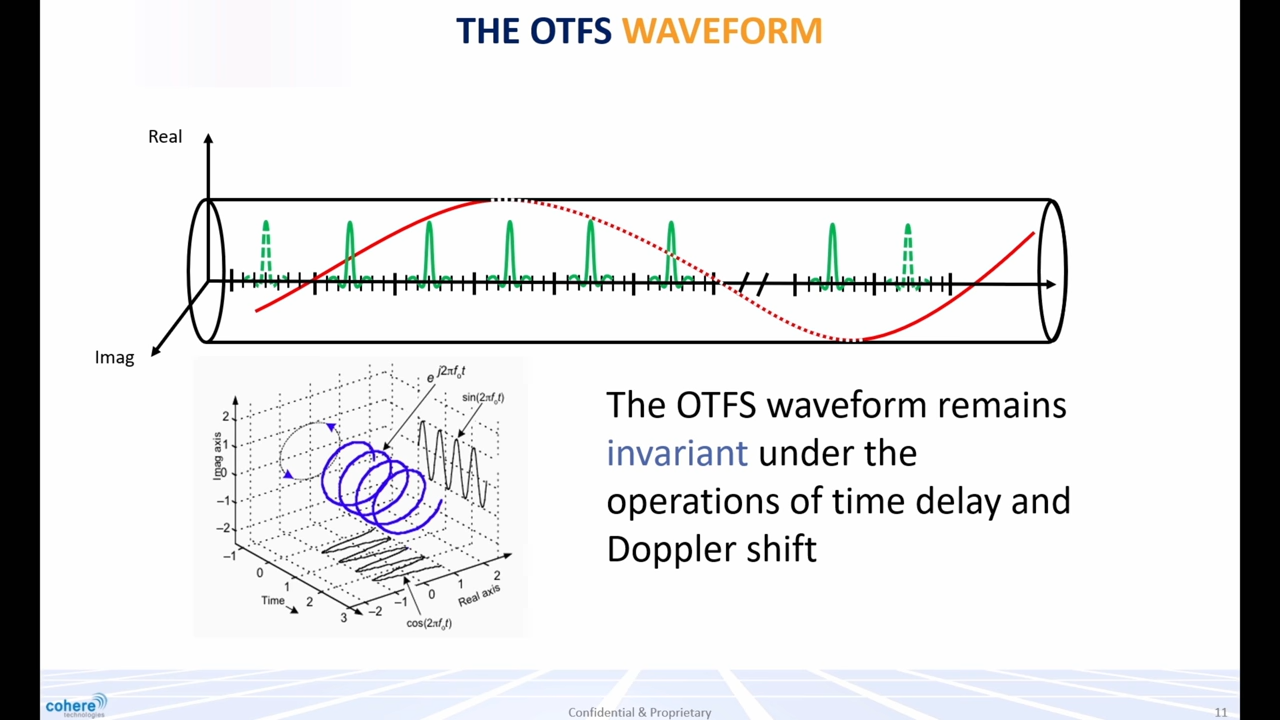 THE OTFS WAVEFORM
Real
Imag
e^j2πf₀t
sin(2πf₀t)
Imag axis
2
1
0
−1
−2
−1
0
1
2
3
Time
−2
−1
0
1
2
Real axis
cos(2πf₀t)
The OTFS waveform remains
invariant under the
operations of time delay and
Doppler shift
cohere
technologies
Confidential & Proprietary
11